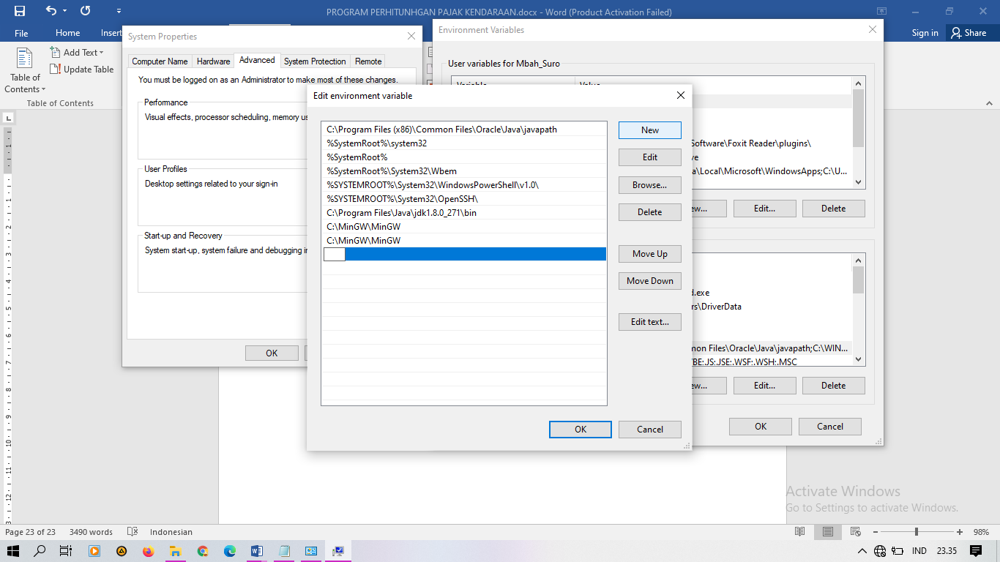 PROGRAM PERHITUNHGAN PAJAK KENDARAAN.docx - Word (Product Activation Failed)
File
Home
Insert
Sign in
Share
Table of
Contents
Add Text
Update Table
Table of Contents
System Properties
Computer Name
Hardware
Advanced
System Protection
Remote
You must be logged on as an Administrator to make most of these changes.
Performance
Visual effects, processor scheduling, memory us
User Profiles
Desktop settings related to your sign-in
Start-up and Recovery
System start-up, system failure and debugging in
OK
Environment Variables
User variables for Mbah_Suro
Variable
Value
Software\Foxit Reader\plugins\
ve
a\Local\Microsoft\WindowsApps;C:\U...
ew...
Edit...
Delete
d.exe
rs\DriverData
mon Files\Oracle\Java\javapath;C:\WIN...
/BE;.JS;.JSE;.WSF;.WSH;.MSC
ew...
Edit...
Delete
OK
Cancel
Edit environment variable
C:\Program Files (x86)\Common Files\Oracle\Java\javapath
%SystemRoot%\system32
%SystemRoot%
%SystemRoot%\System32\Wbem
%SYSTEMROOT%\System32\WindowsPowerShell\v1.0\
%SYSTEMROOT%\System32\OpenSSH\
C:\Program Files\Java\jdk1.8.0_271\bin
C:\MinGW\MinGW
C:\MinGW\MinGW
New
Edit
Browse...
Delete
Move Up
Move Down
Edit text...
OK
Cancel
Activate Windows
Go to Settings to activate Windows.
Page 23 of 23
3490 words
Indonesian
98%
IND
23.35